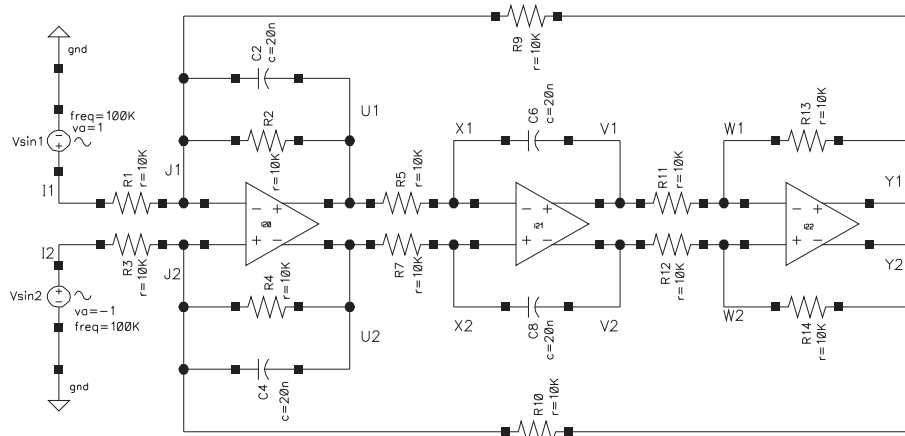 R9
r=10K
gnd
C2
c=20n
U1
freq=100K
va=1
Vsin1
R2
r=10K
X1
C6
c=20n
V1
W1
R13
r=10K
I1
R1
r=10K
J1
R5
r=10K
R11
r=10K
Y1
I20
I21
I22
I2
R3
r=10K
J2
R7
r=10K
R12
r=10K
Y2
Vsin2
va=-1
freq=100K
R4
r=10K
U2
X2
C8
c=20n
V2
W2
R14
r=10K
gnd
C4
c=20n
R10
r=10K